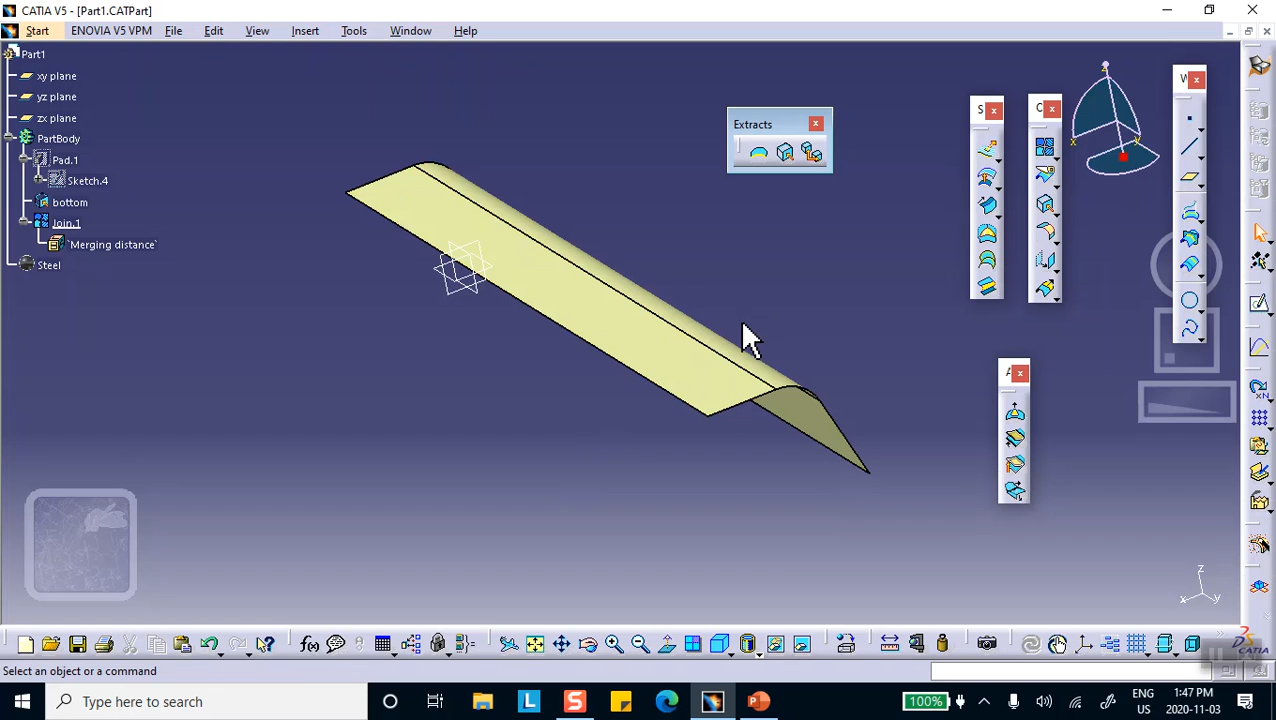 CATIA V5 - [Part1.CATPart]
Start ENOVIA V5 VPM File Edit View Insert Tools Window Help
Part1
xy plane
yz plane
zx plane
PartBody
Pad.1
Sketch.4
bottom
Join.1
Merging distance
Steel
Extracts
S
C
W
A
z
x
y
z
x
y
f(x)
CATIA
Select an object or a command
Type here to search
L
S
100%
ENG
US
1:47 PM
2020-11-03